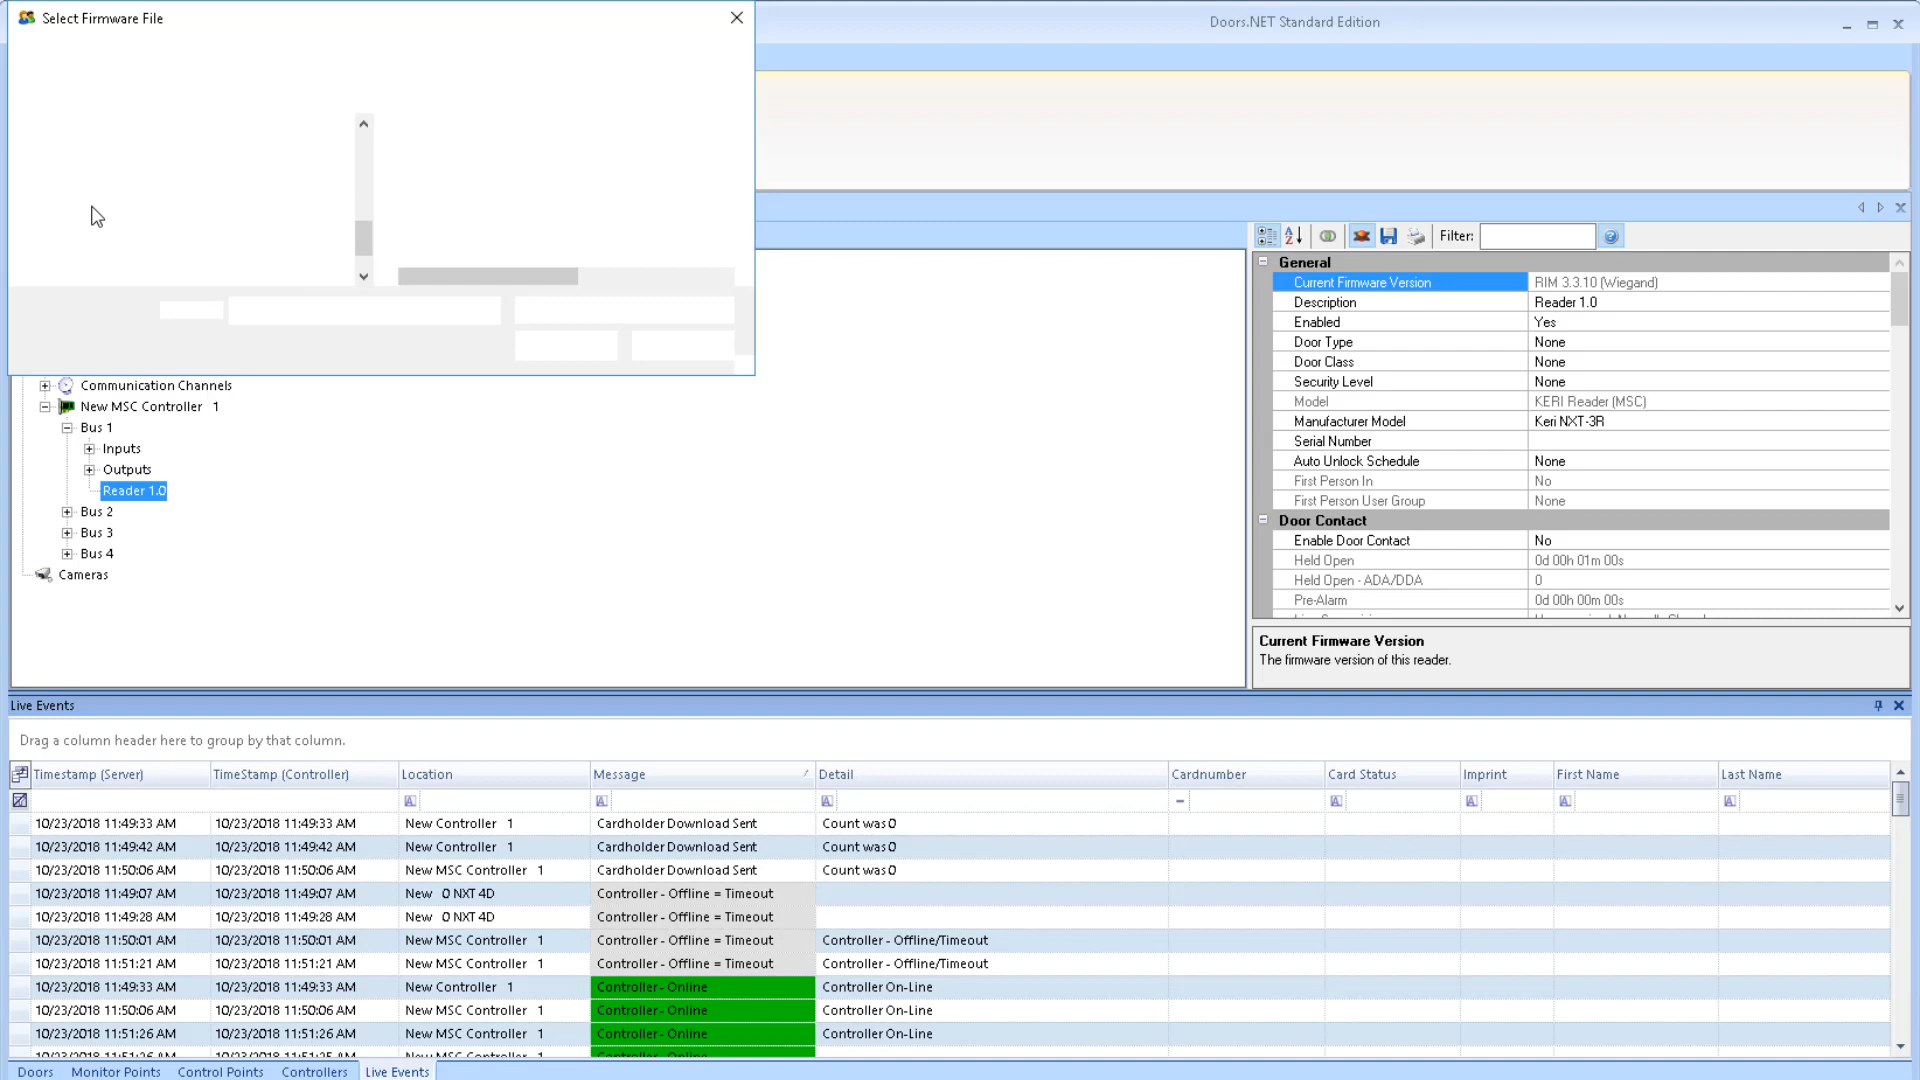 Select Firmware File
Doors.NET Standard Edition
Filter:
Communication Channels
New MSC Controller 1
Bus 1
Inputs
Outputs
Reader 1.0
Bus 2
Bus 3
Bus 4
Cameras
General
Current Firmware Version RIM 3.3.10 (Wiegand)
Description Reader 1.0
Enabled Yes
Door Type None
Door Class None
Security Level None
Model KERI Reader (MSC)
Manufacturer Model Keri NXT-3R
Serial Number
Auto Unlock Schedule None
First Person In No
First Person User Group None
Door Contact
Enable Door Contact No
Held Open 0d 00h 01m 00s
Held Open - ADA/DDA 0
Pre-Alarm 0d 00h 00m 00s
Current Firmware Version
The firmware version of this reader.
Live Events
Drag a column header here to group by that column.
Timestamp (Server) TimeStamp (Controller) Location Message Detail Cardnumber Card Status Imprint First Name Last Name
10/23/2018 11:49:33 AM 10/23/2018 11:49:33 AM New Controller 1 Cardholder Download Sent Count was 0
10/23/2018 11:49:42 AM 10/23/2018 11:49:42 AM New Controller 1 Cardholder Download Sent Count was 0
10/23/2018 11:50:06 AM 10/23/2018 11:50:06 AM New MSC Controller 1 Cardholder Download Sent Count was 0
10/23/2018 11:49:07 AM 10/23/2018 11:49:07 AM New 0 NXT 4D Controller - Offline = Timeout
10/23/2018 11:49:28 AM 10/23/2018 11:49:28 AM New 0 NXT 4D Controller - Offline = Timeout
10/23/2018 11:50:01 AM 10/23/2018 11:50:01 AM New MSC Controller 1 Controller - Offline = Timeout Controller - Offline/Timeout
10/23/2018 11:51:21 AM 10/23/2018 11:51:21 AM New MSC Controller 1 Controller - Offline = Timeout Controller - Offline/Timeout
10/23/2018 11:49:33 AM 10/23/2018 11:49:33 AM New Controller 1 Controller - Online Controller On-Line
10/23/2018 11:50:06 AM 10/23/2018 11:50:06 AM New MSC Controller 1 Controller - Online Controller On-Line
10/23/2018 11:51:26 AM 10/23/2018 11:51:26 AM New MSC Controller 1 Controller - Online Controller On-Line
Doors Monitor Points Control Points Controllers Live Events